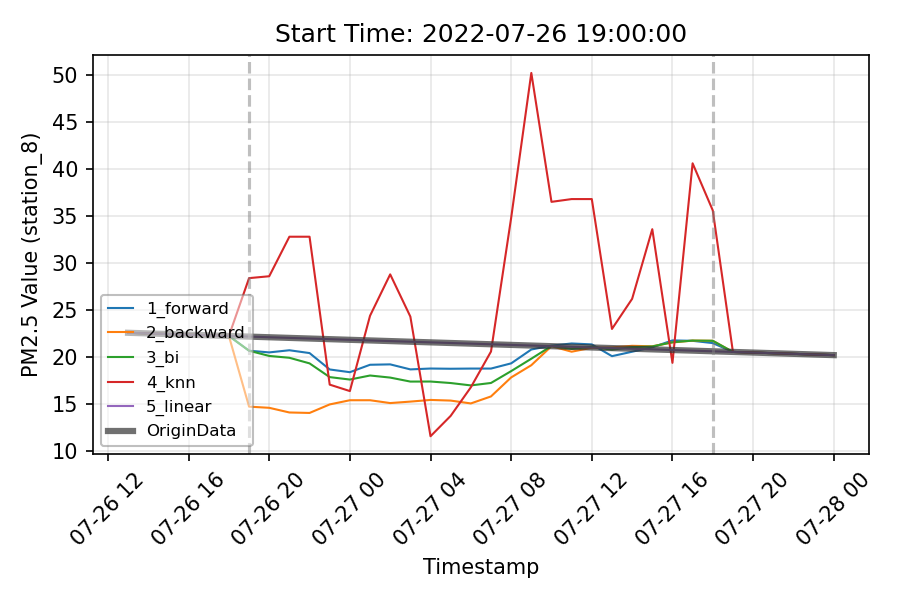 Start Time: 2022-07-26 19:00:00
PM2.5 Value (station_8)
50
45
40
35
30
25
20
15
10
1_forward
2_backward
3_bi
4_knn
5_linear
OriginData
07-26 12
07-26 16
07-26 20
07-27 00
07-27 04
07-27 08
07-27 12
07-27 16
07-27 20
07-28 00
Timestamp